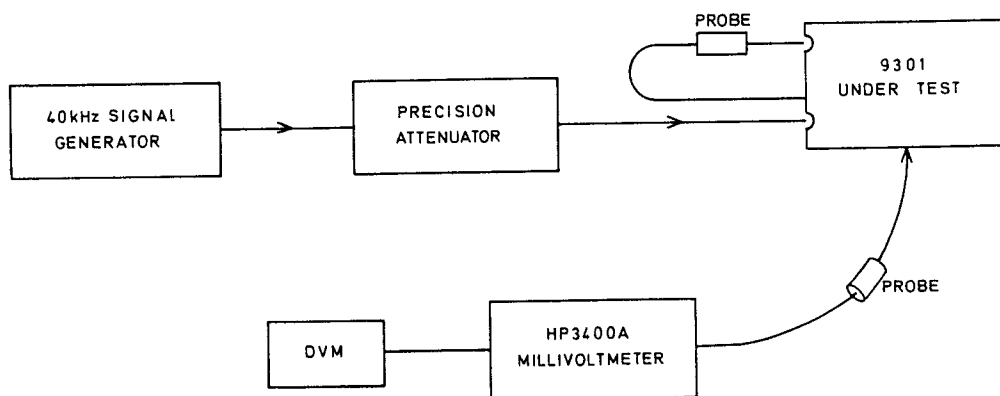 PROBE
9301
UNDER TEST
40kHz SIGNAL
GENERATOR
PRECISION
ATTENUATOR
PROBE
DVM
HP3400A
MILLIVOLTMETER